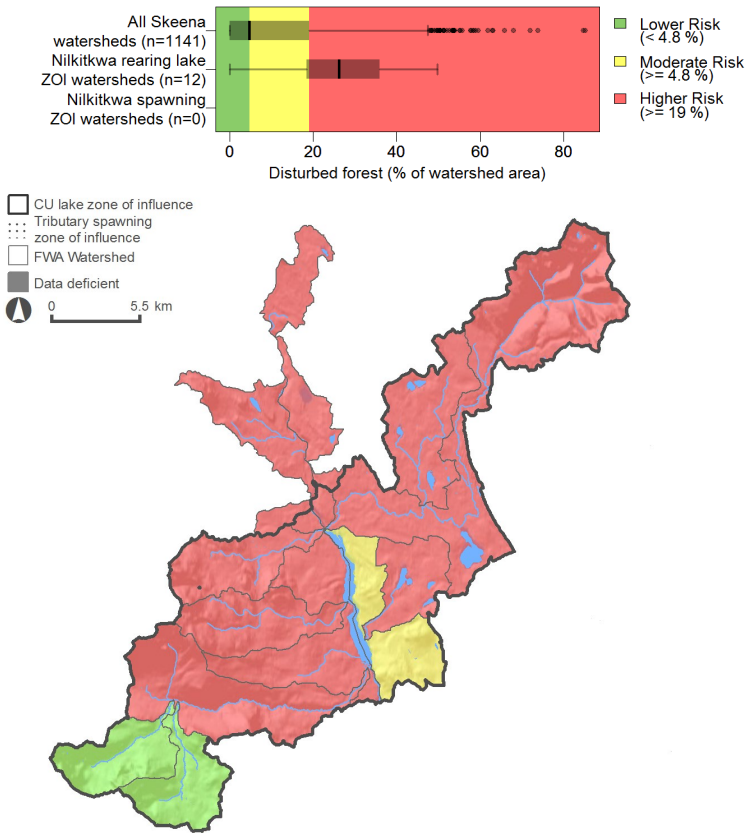 All Skeena
watersheds (n=1141)
Nilkitkwa rearing lake
ZOI watersheds (n=12)
Nilkitkwa spawning
ZOI watersheds (n=0)
0 20 40 60 80
Disturbed forest (% of watershed area)
Lower Risk
(< 4.8 %)
Moderate Risk
(>= 4.8 %)
Higher Risk
(>= 19 %)
CU lake zone of influence
Tributary spawning
zone of influence
FWA Watershed
Data deficient
0 5.5 km